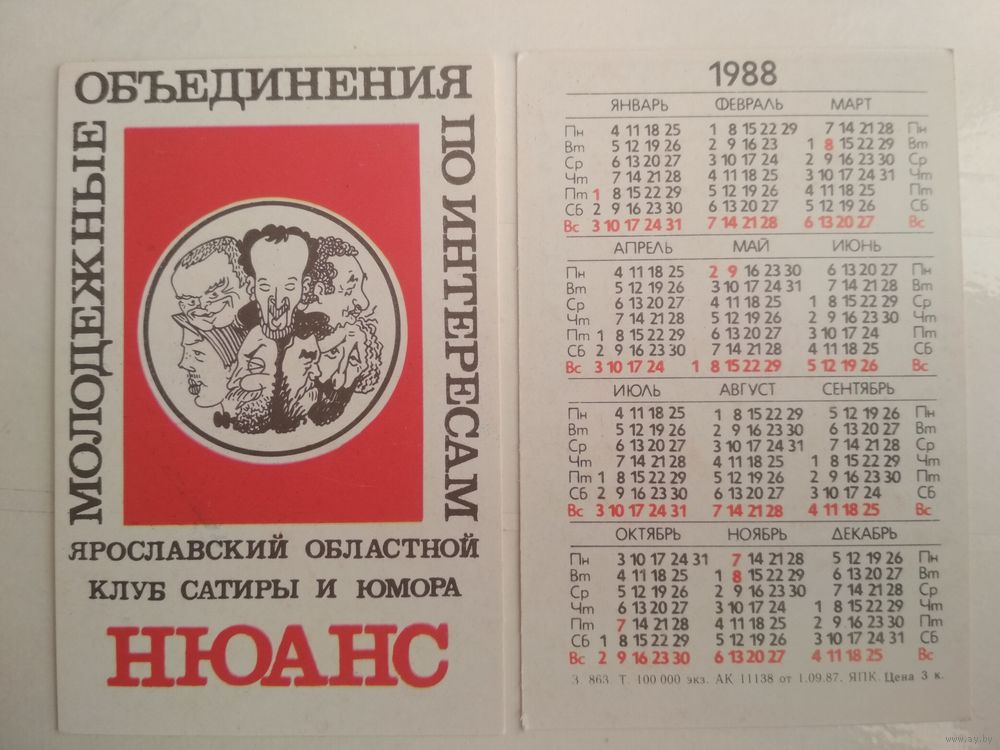 МОЛОДЕЖНЫЕ
ОБЪЕДИНЕНИЯ
ПО ИНТЕРЕСАМ
ЯРОСЛАВСКИЙ ОБЛАСТНОЙ
КЛУБ САТИРЫ И ЮМОРА
НЮАНС
1988
ЯНВАРЬ ФЕВРАЛЬ МАРТ
Пн 4 11 18 25 1 8 15 22 29 7 14 21 28 Пн
Вт 5 12 19 26 2 9 16 23 1 8 15 22 29 Вт
Ср 6 13 20 27 3 10 17 24 2 9 16 23 30 Ср
Чт 7 14 21 28 4 11 18 25 3 10 17 24 31 Чт
Пт 1 8 15 22 29 5 12 19 26 4 11 18 25 Пт
Сб 2 9 16 23 30 6 13 20 27 5 12 19 26 Сб
Вс 3 10 17 24 31 7 14 21 28 6 13 20 27 Вс
АПРЕЛЬ МАЙ ИЮНЬ
Пн 4 11 18 25 2 9 16 23 30 6 13 20 27 Пн
Вт 5 12 19 26 3 10 17 24 31 7 14 21 28 Вт
Ср 6 13 20 27 4 11 18 25 1 8 15 22 29 Ср
Чт 7 14 21 28 5 12 19 26 2 9 16 23 30 Чт
Пт 1 8 15 22 29 6 13 20 27 3 10 17 24 Пт
Сб 2 9 16 23 30 7 14 21 28 4 11 18 25 Сб
Вс 3 10 17 24 1 8 15 22 29 5 12 19 26 Вс
ИЮЛЬ АВГУСТ СЕНТЯБРЬ
Пн 4 11 18 25 1 8 15 22 29 5 12 19 26 Пн
Вт 5 12 19 26 2 9 16 23 30 6 13 20 27 Вт
Ср 6 13 20 27 3 10 17 24 31 7 14 21 28 Ср
Чт 7 14 21 28 4 11 18 25 1 8 15 22 29 Чт
Пт 1 8 15 22 29 5 12 19 26 2 9 16 23 30 Пт
Сб 2 9 16 23 30 6 13 20 27 3 10 17 24 Сб
Вс 3 10 17 24 31 7 14 21 28 4 11 18 25 Вс
ОКТЯБРЬ НОЯБРЬ ДЕКАБРЬ
Пн 3 10 17 24 31 7 14 21 28 5 12 19 26 Пн
Вт 4 11 18 25 1 8 15 22 29 6 13 20 27 Вт
Ср 5 12 19 26 2 9 16 23 30 7 14 21 28 Ср
Чт 6 13 20 27 3 10 17 24 1 8 15 22 29 Чт
Пт 7 14 21 28 4 11 18 25 2 9 16 23 30 Пт
Сб 1 8 15 22 29 5 12 19 26 3 10 17 24 31 Сб
Вс 2 9 16 23 30 6 13 20 27 4 11 18 25 Вс
З. 863. Т. 100 000 экз. АК 11138 от 1.09.87. ЯПК. Цена 3 к.
www.ay.by